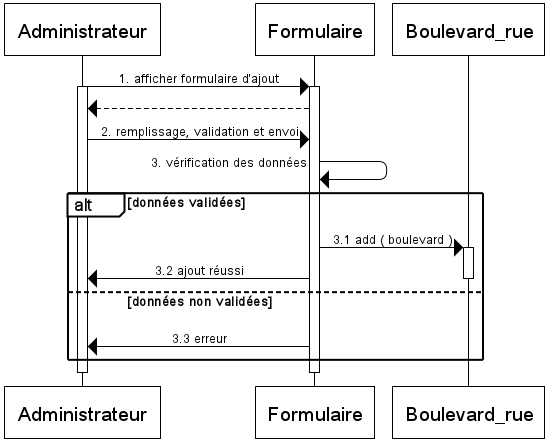 Administrateur
Formulaire
Boulevard_rue
1. afficher formulaire d'ajout
2. remplissage, validation et envoi
3. vérification des données
alt
[données validées]
3.1 add ( boulevard )
3.2 ajout réussi
[données non validées]
3.3 erreur
Administrateur
Formulaire
Boulevard_rue